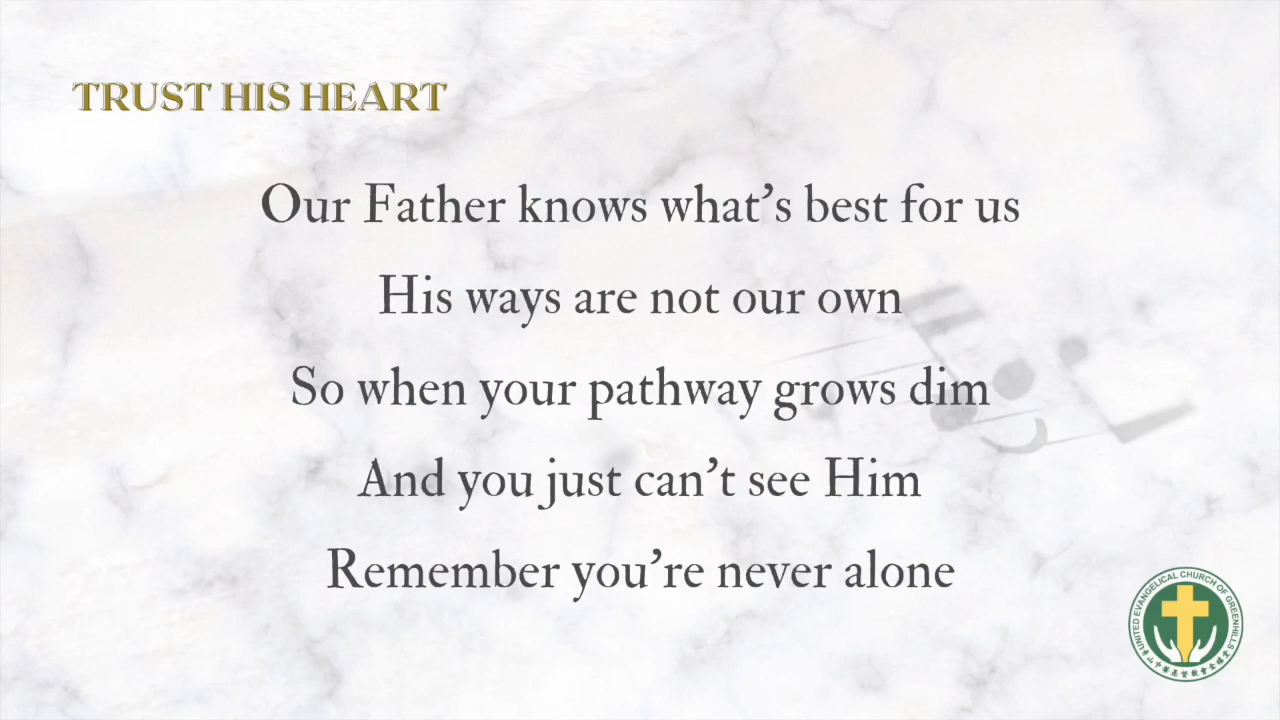 TRUST HIS HEART
Our Father knows what's best for us
His ways are not our own
So when your pathway grows dim
And you just can't see Him
Remember you're never alone
UNITED EVANGELICAL CHURCH OF GREENHILLS